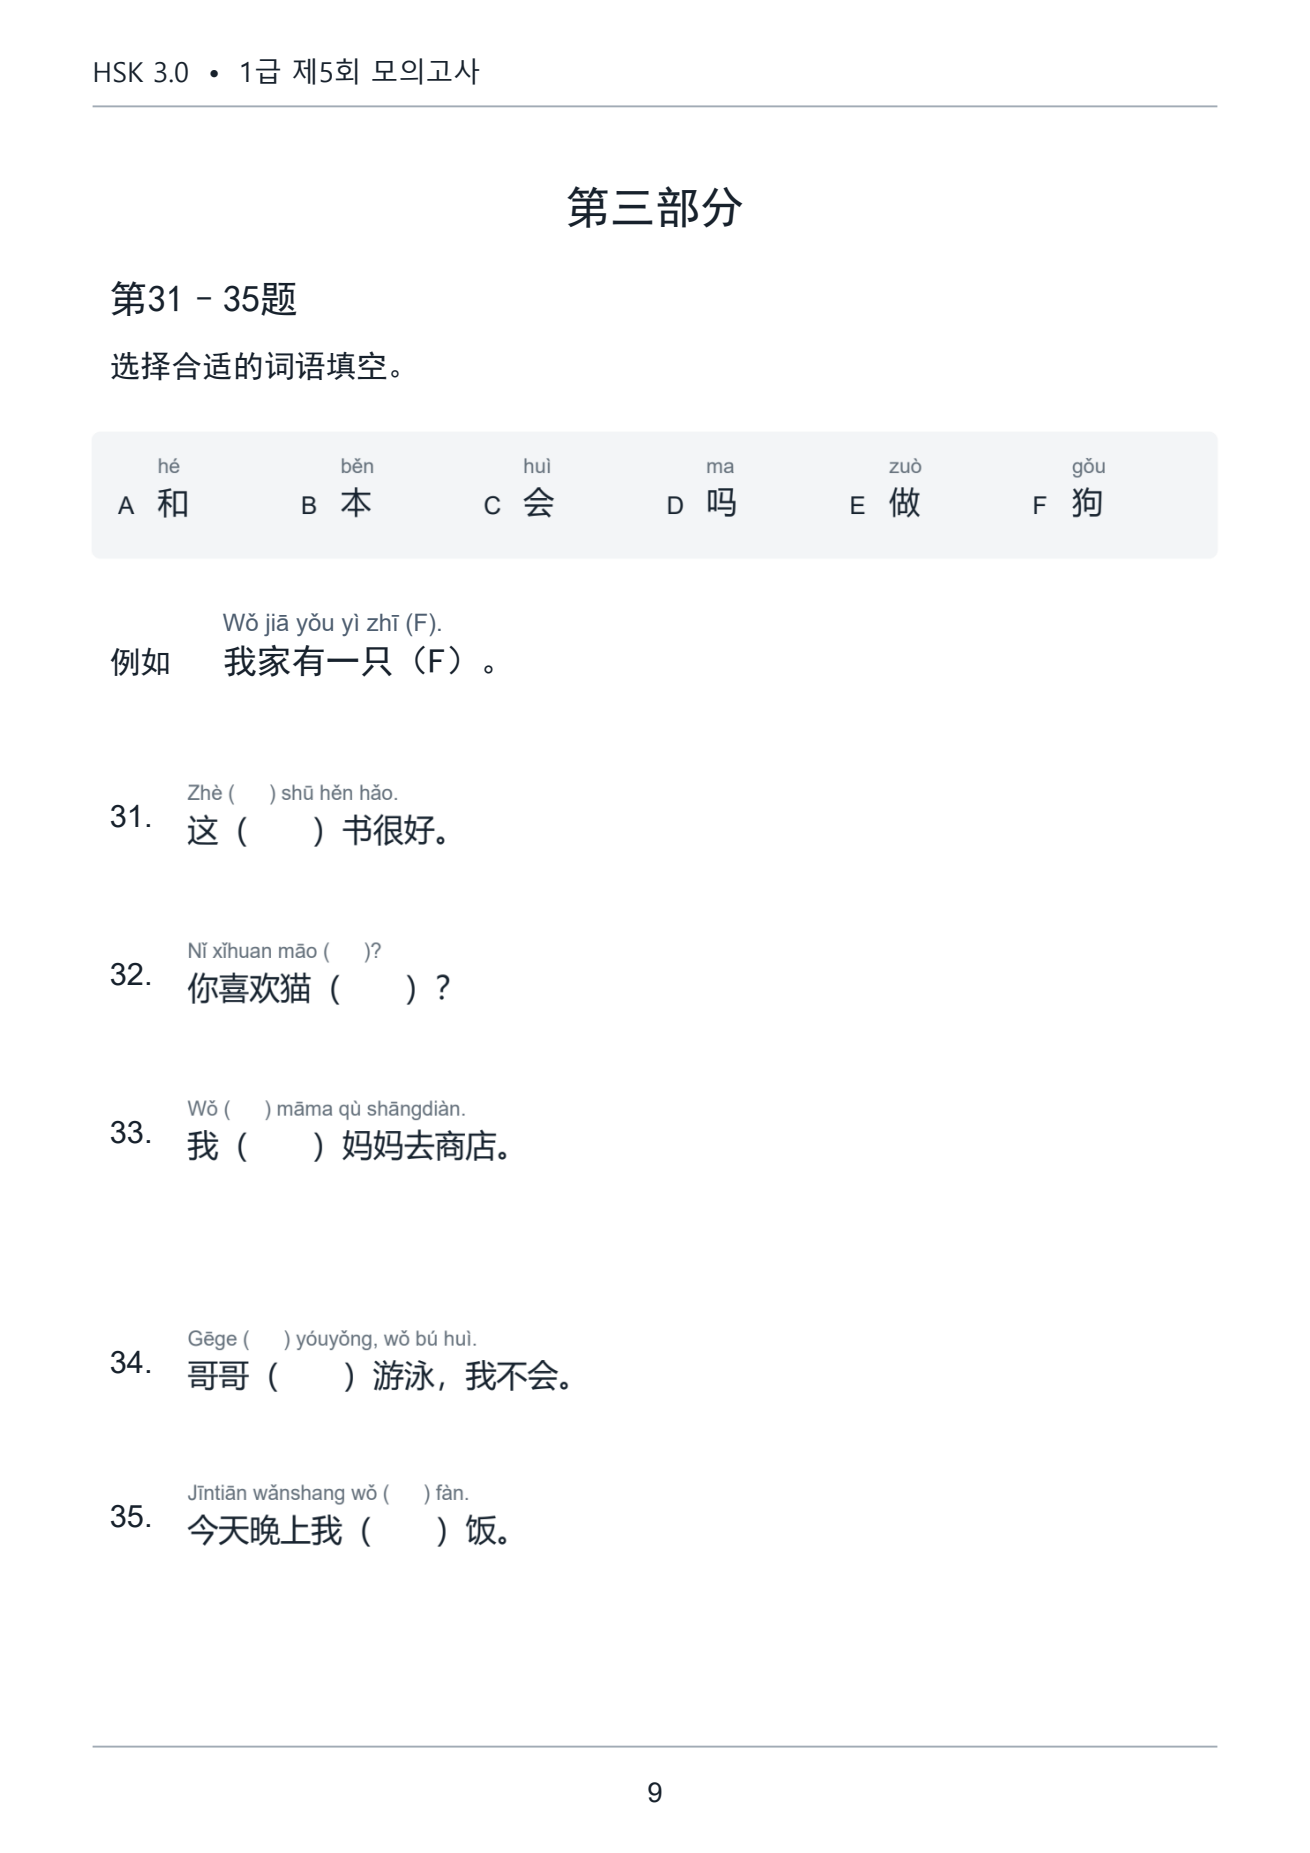 HSK 3.0 • 1급 제5회 모의고사
第三部分
第31 – 35题
选择合适的词语填空。
hé běn huì ma zuò gǒu
A 和 B 本 C 会 D 吗 E 做 F 狗
Wǒ jiā yǒu yì zhī (F).
例如 我家有一只（F）。
Zhè ( ) shū hěn hǎo.
31. 这（ ）书很好。
Nǐ xǐhuan māo ( )?
32. 你喜欢猫（ ）？
Wǒ ( ) māma qù shāngdiàn.
33. 我（ ）妈妈去商店。
Gēge ( ) yóuyǒng, wǒ bú huì.
34. 哥哥（ ）游泳，我不会。
Jīntiān wǎnshang wǒ ( ) fàn.
35. 今天晚上我（ ）饭。
9